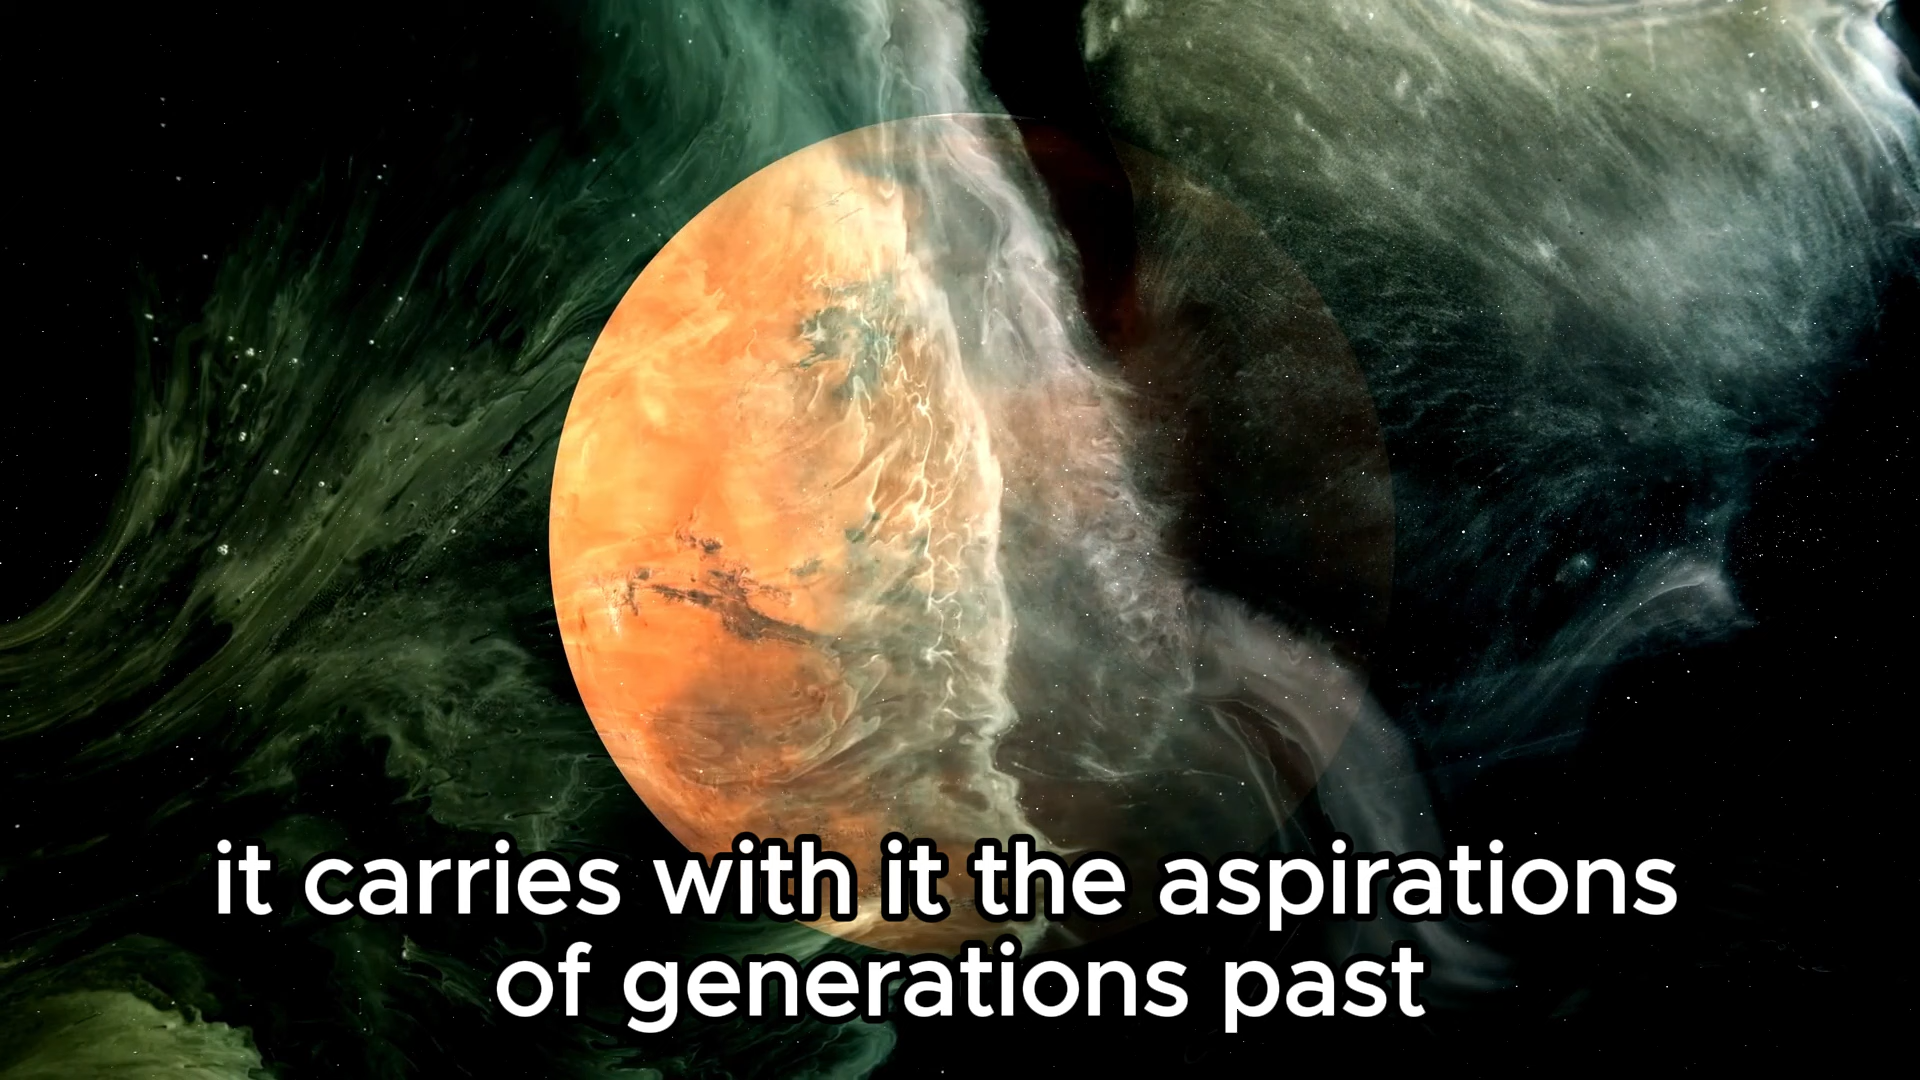 it carries with it the aspirations
of generations past